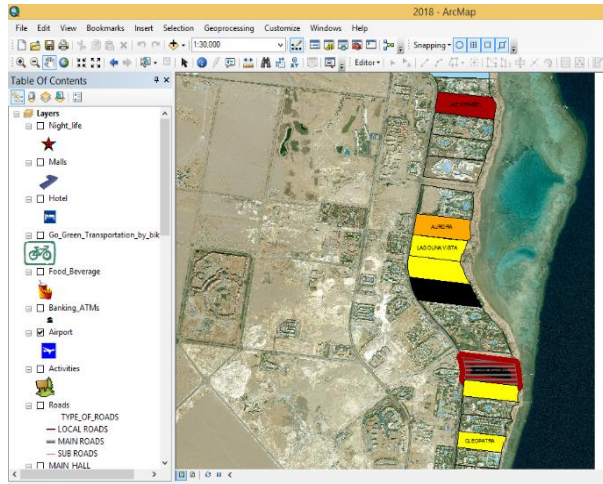 2018 - ArcMap
File Edit View Bookmarks Insert Selection Geoprocessing Customize Windows Help
1:30.000
Snapping
Editor
Table Of Contents
Layers
Night_life
Malls
Hotel
Go_Green_Transportation_by_bik
Food_Beverage
Banking_ATMs
Airport
Activities
Roads
TYPE_OF_ROADS
LOCAL ROADS
MAIN ROADS
SUB ROADS
MAIN HALL
AURORA
LAGOUNA VISTA
CLEOPATRA